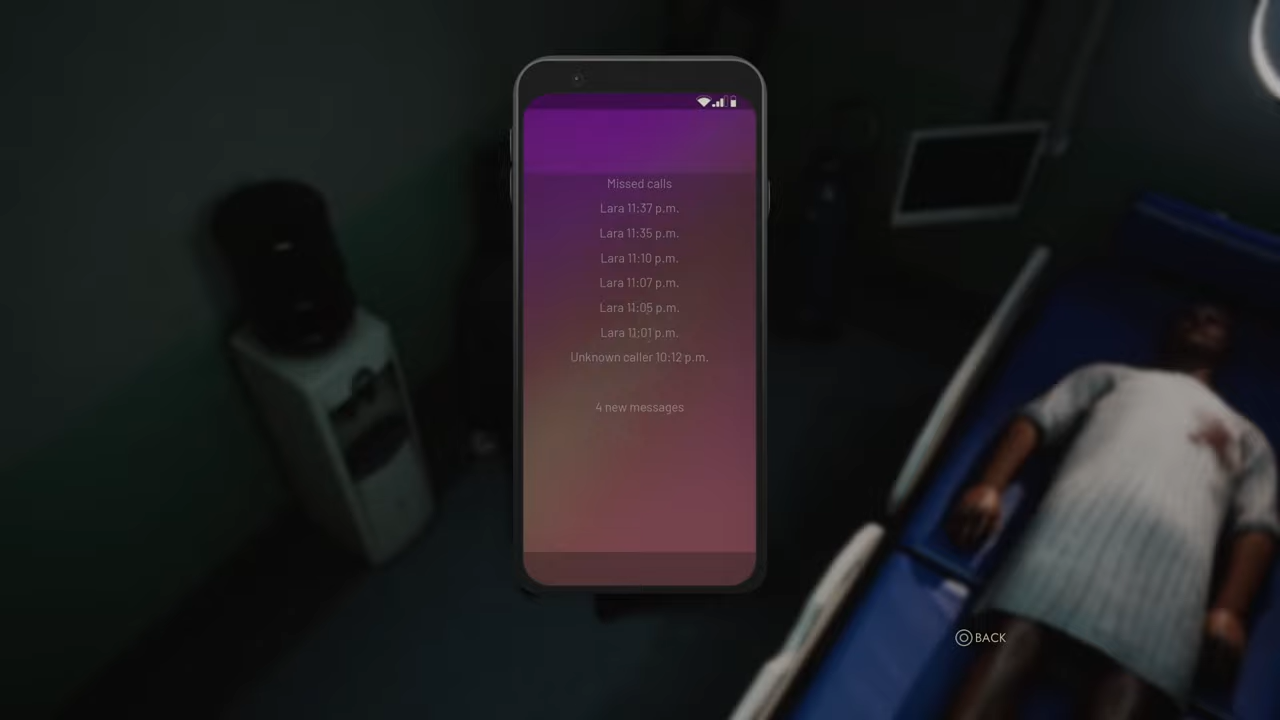 Missed calls
Lara 11:37 p.m.
Lara 11:35 p.m.
Lara 11:10 p.m.
Lara 11:07 p.m.
Lara 11:05 p.m.
Lara 11:01 p.m.
Unknown caller 10:12 p.m.
4 new messages
BACK